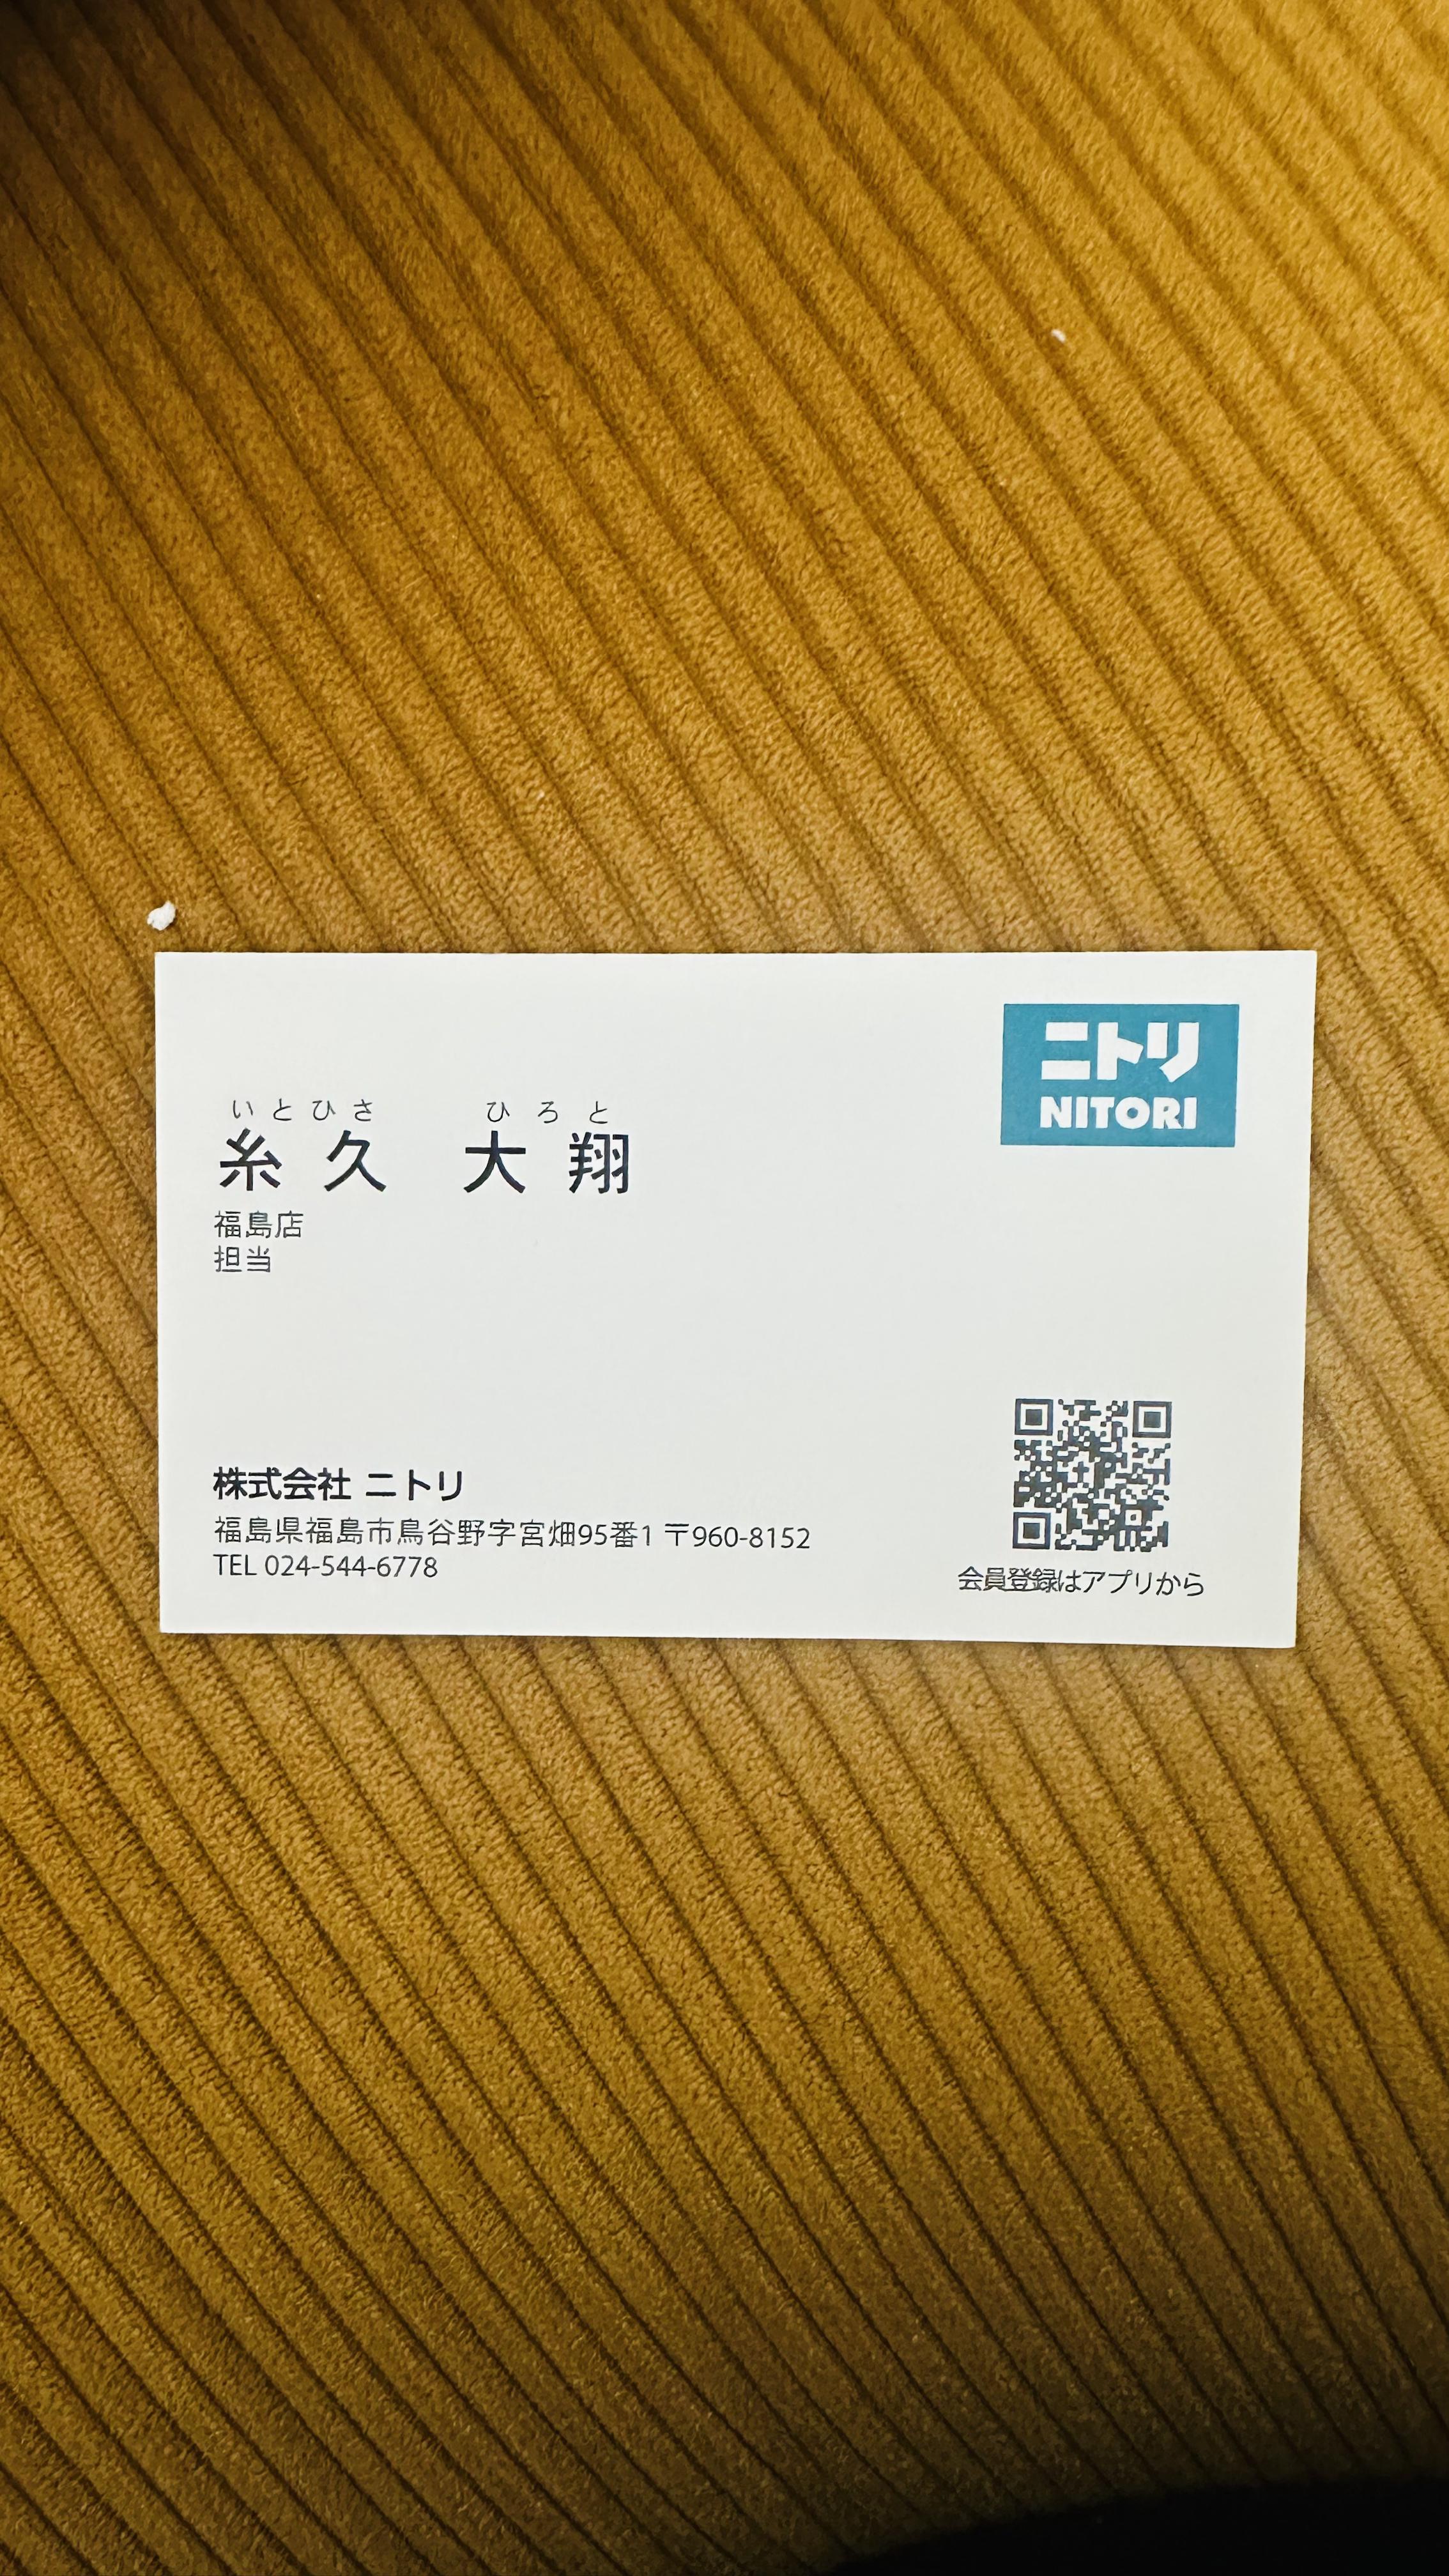 ニトリ
NITORI
いとひさ ひろと
糸久 大翔
福島店
担当
株式会社 ニトリ
福島県福島市鳥谷野字宮畑95番1 〒960-8152
TEL 024-544-6778
会員登録はアプリから